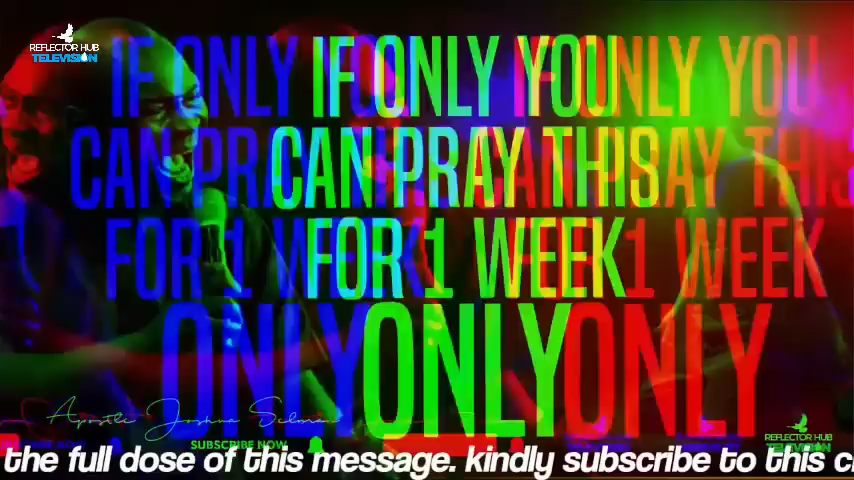 REFLECTOR HUB
TELEVISION
IF ONLY YOU
CAN PRAY THIS
FOR 1 WEEK
ONLY
Apostle Joshua Selman
SUBSCRIBE NOW
REFLECTOR HUB
TELEVISION
the full dose of this message. kindly subscribe to this c